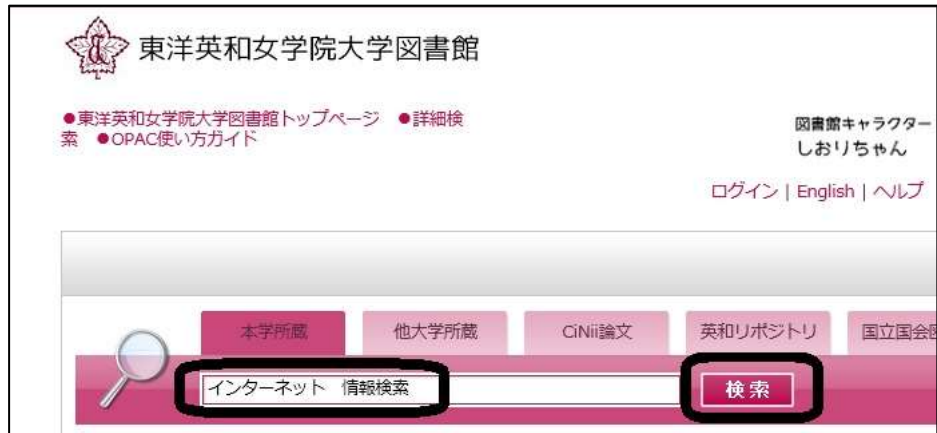 東洋英和女学院大学図書館
●東洋英和女学院大学図書館トップページ ●詳細検
索 ●OPAC使い方ガイド
図書館キャラクター
しおりちゃん
ログイン | English | ヘルプ
本学所蔵 他大学所蔵 CiNii論文 英和リポジトリ 国立国会
インターネット 情報検索 検索